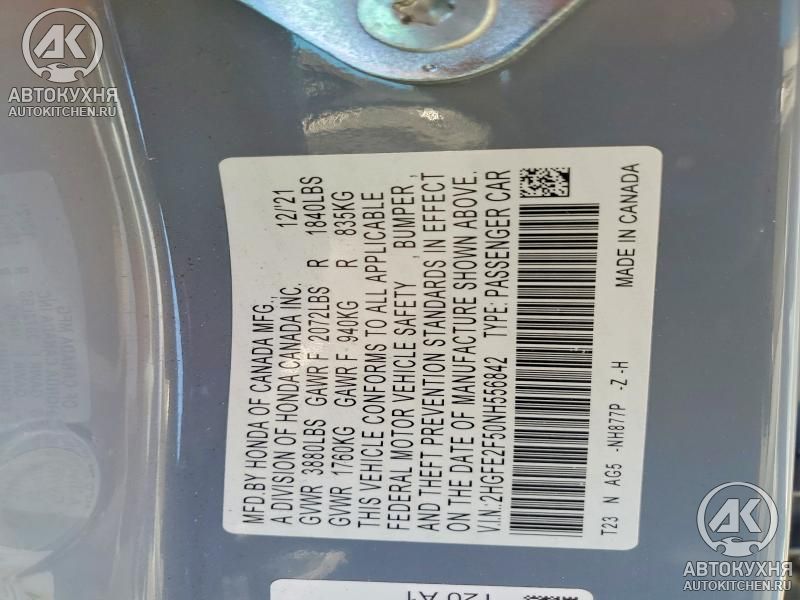 АВТОКУХНЯ
AUTOKITCHEN.RU
MFD.BY HONDA OF CANADA MFG.,
A DIVISION OF HONDA CANADA INC. 12/'21
GVWR 3880LBS GAWR F: 2072LBS R 1840LBS
GVWR 1760KG GAWR F: 940KG R 835KG
THIS VEHICLE CONFORMS TO ALL APPLICABLE
FEDERAL MOTOR VEHICLE SAFETY , BUMPER ,
AND THEFT PREVENTION STANDARDS IN EFFECT
ON THE DATE OF MANUFACTURE SHOWN ABOVE.
V.I.N: 2HGFE2F50NH556842 TYPE: PASSENGER CAR
T23 N AG5 -NH877P -Z -H MADE IN CANADA
АВТОКУХНЯ
AUTOKITCHEN.RU